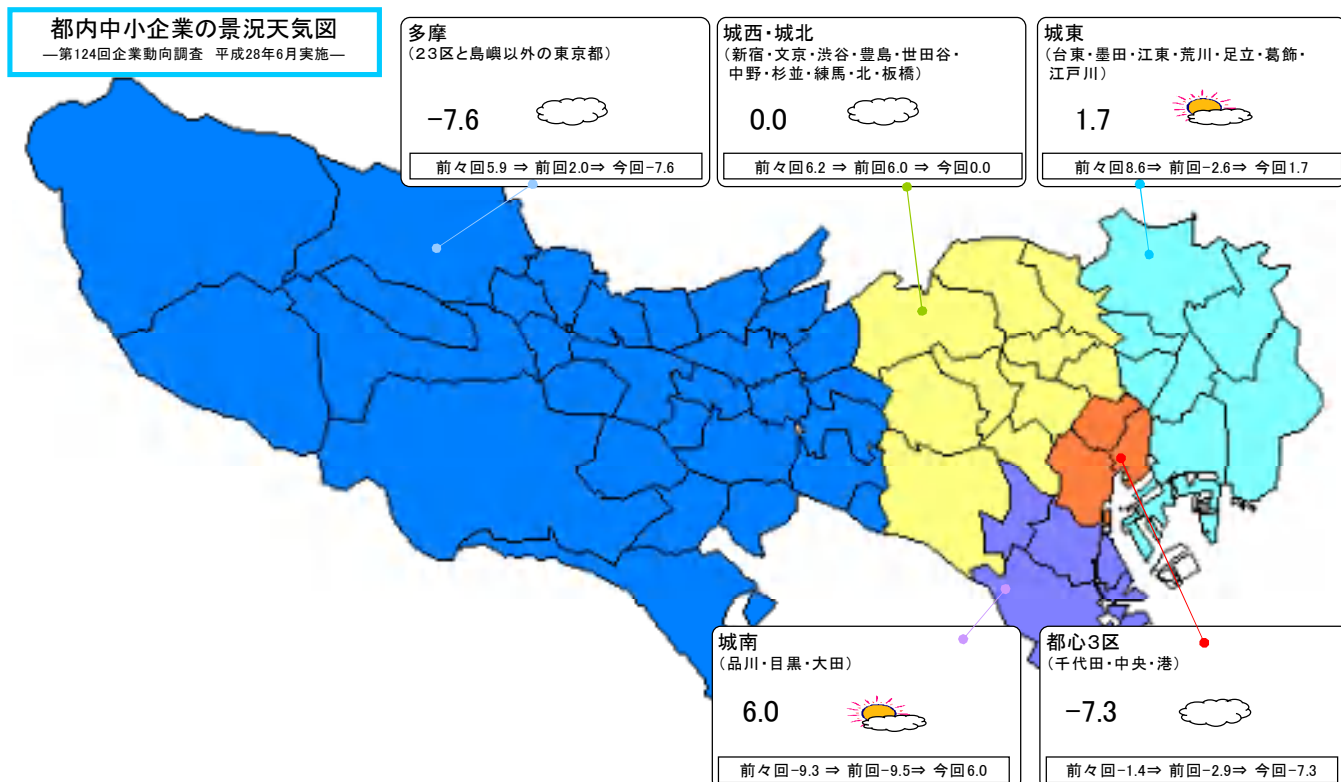 都内中小企業の景況天気図
―第124回企業動向調査 平成28年6月実施―
多摩
(23区と島嶼以外の東京都)
-7.6
前々回5.9 ⇒ 前回2.0⇒ 今回-7.6
城西・城北
(新宿・文京・渋谷・豊島・世田谷・
中野・杉並・練馬・北・板橋)
0.0
前々回6.2 ⇒ 前回6.0 ⇒ 今回0.0
城東
(台東・墨田・江東・荒川・足立・葛飾・
江戸川)
1.7
前々回8.6⇒ 前回-2.6⇒ 今回1.7
城南
(品川・目黒・大田)
6.0
前々回-9.3 ⇒ 前回-9.5⇒ 今回6.0
都心3区
(千代田・中央・港)
-7.3
前々回-1.4⇒ 前回-2.9⇒ 今回-7.3